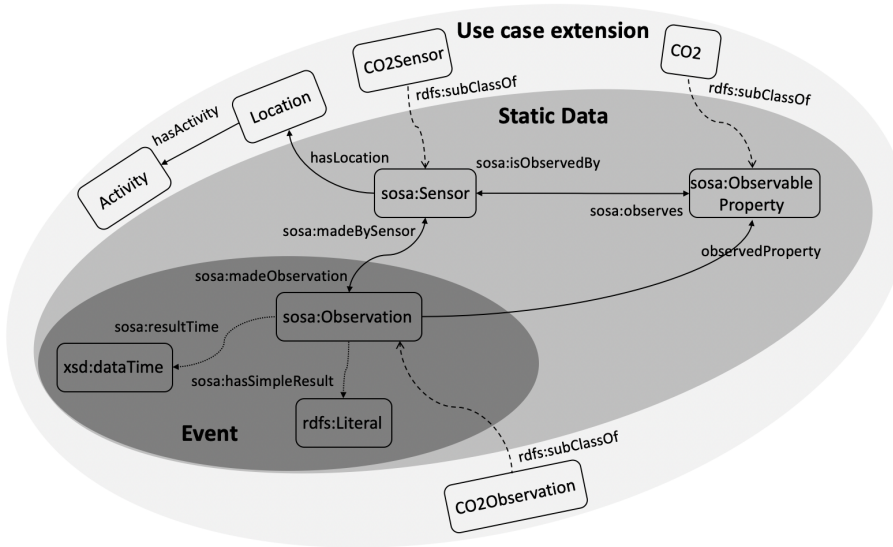 Use case extension
CO2Sensor
CO2
rdfs:subClassOf
rdfs:subClassOf
Location
hasActivity
Static Data
Activity
hasLocation
sosa:isObservedBy
sosa:Sensor
sosa:Observable
Property
sosa:observes
sosa:madeBySensor
observedProperty
sosa:madeObservation
sosa:Observation
sosa:resultTime
xsd:dataTime
sosa:hasSimpleResult
rdfs:Literal
Event
rdfs:subClassOf
CO2Observation